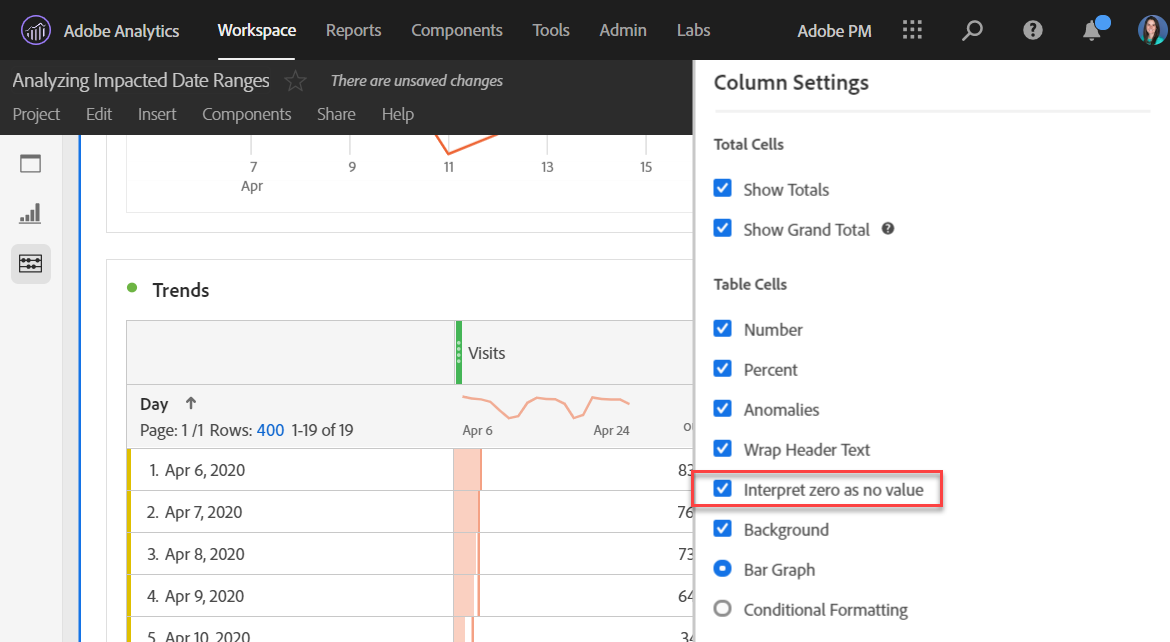 Adobe Analytics Workspace Reports Components Tools Admin Labs Adobe PM
Analyzing Impacted Date Ranges There are unsaved changes
Project Edit Insert Components Share Help
7 9 11 13 15
Apr
Trends
Visits
Day
Page: 1 /1 Rows: 400 1-19 of 19
Apr 6 Apr 24
1. Apr 6, 2020 83
2. Apr 7, 2020 76
3. Apr 8, 2020 73
4. Apr 9, 2020 64
5. Apr 10, 2020 34
Column Settings
Total Cells
Show Totals
Show Grand Total
Table Cells
Number
Percent
Anomalies
Wrap Header Text
Interpret zero as no value
Background
Bar Graph
Conditional Formatting